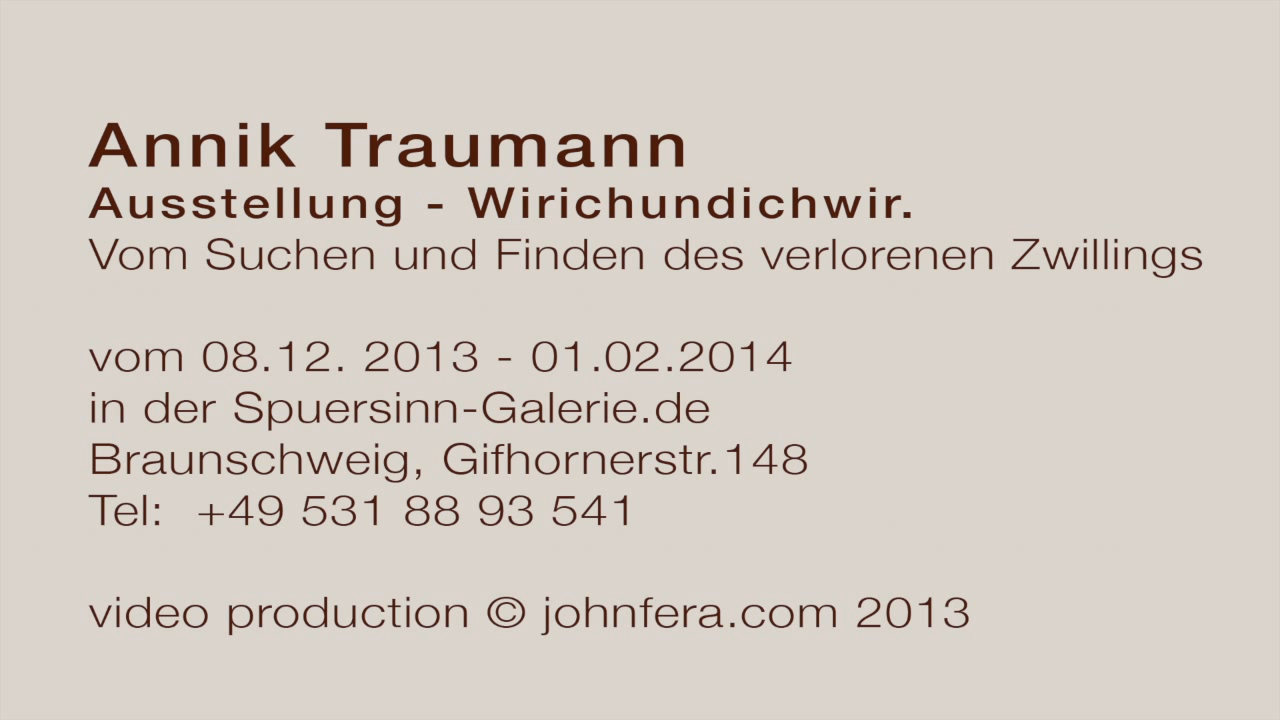 Annik Traumann
Ausstellung - Wirichundichwir.
Vom Suchen und Finden des verlorenen Zwillings
vom 08.12. 2013 - 01.02.2014
in der Spuersinn-Galerie.de
Braunschweig, Gifhornerstr.148
Tel: +49 531 88 93 541
video production © johnfera.com 2013